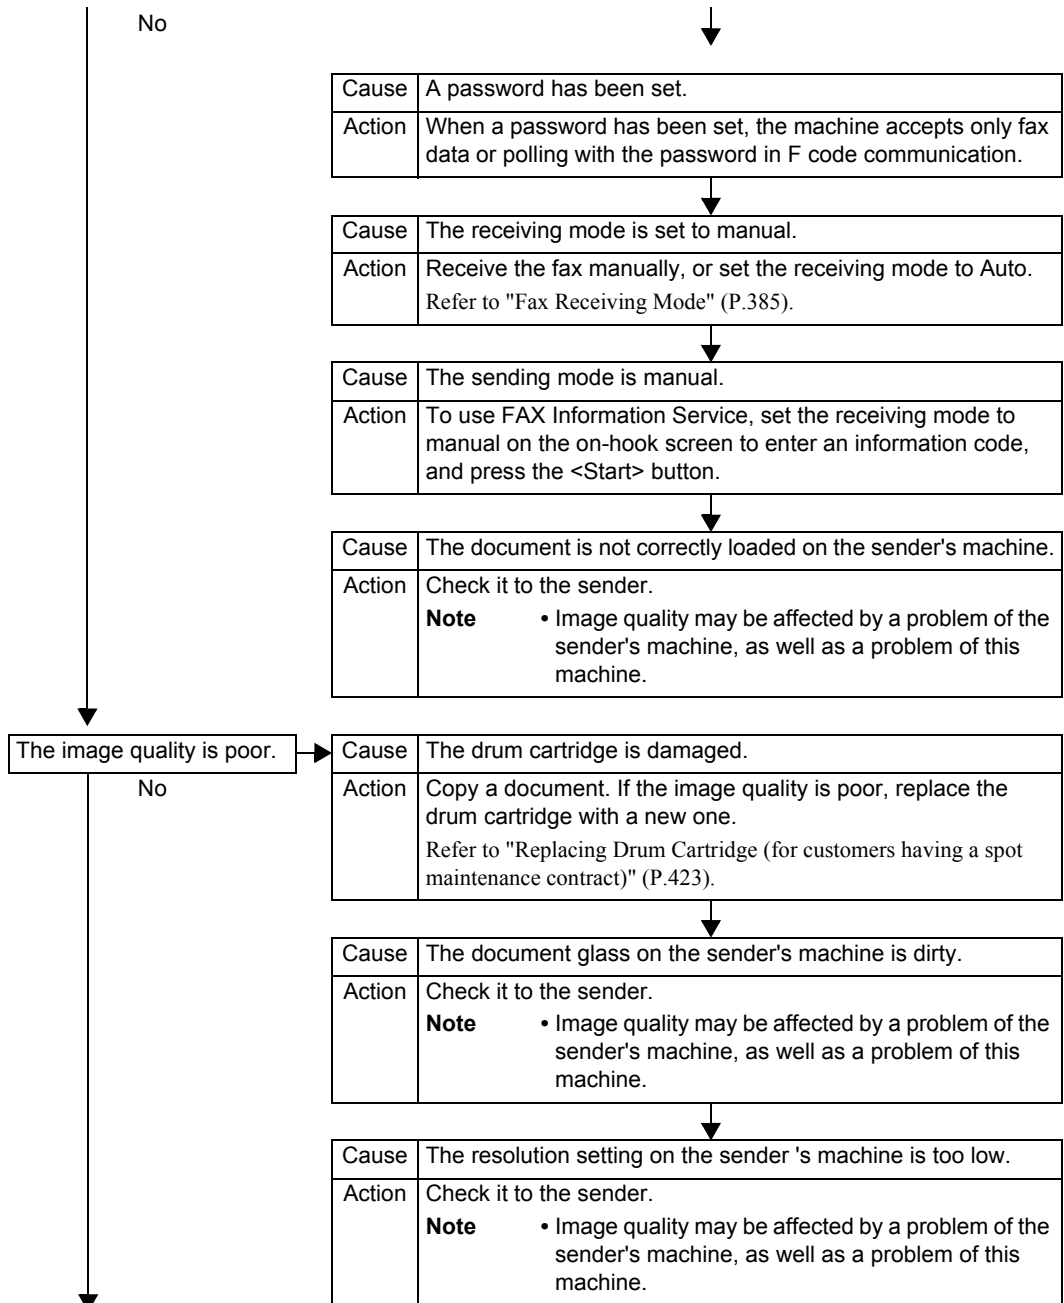 No
Cause A password has been set.
Action When a password has been set, the machine accepts only fax
data or polling with the password in F code communication.
Cause The receiving mode is set to manual.
Action Receive the fax manually, or set the receiving mode to Auto.
Refer to "Fax Receiving Mode" (P.385).
Cause The sending mode is manual.
Action To use FAX Information Service, set the receiving mode to
manual on the on-hook screen to enter an information code,
and press the <Start> button.
Cause The document is not correctly loaded on the sender's machine.
Action Check it to the sender.
Note • Image quality may be affected by a problem of the
sender's machine, as well as a problem of this
machine.
The image quality is poor.
No
Cause The drum cartridge is damaged.
Action Copy a document. If the image quality is poor, replace the
drum cartridge with a new one.
Refer to "Replacing Drum Cartridge (for customers having a spot
maintenance contract)" (P.423).
Cause The document glass on the sender's machine is dirty.
Action Check it to the sender.
Note • Image quality may be affected by a problem of the
sender's machine, as well as a problem of this
machine.
Cause The resolution setting on the sender 's machine is too low.
Action Check it to the sender.
Note • Image quality may be affected by a problem of the
sender's machine, as well as a problem of this
machine.